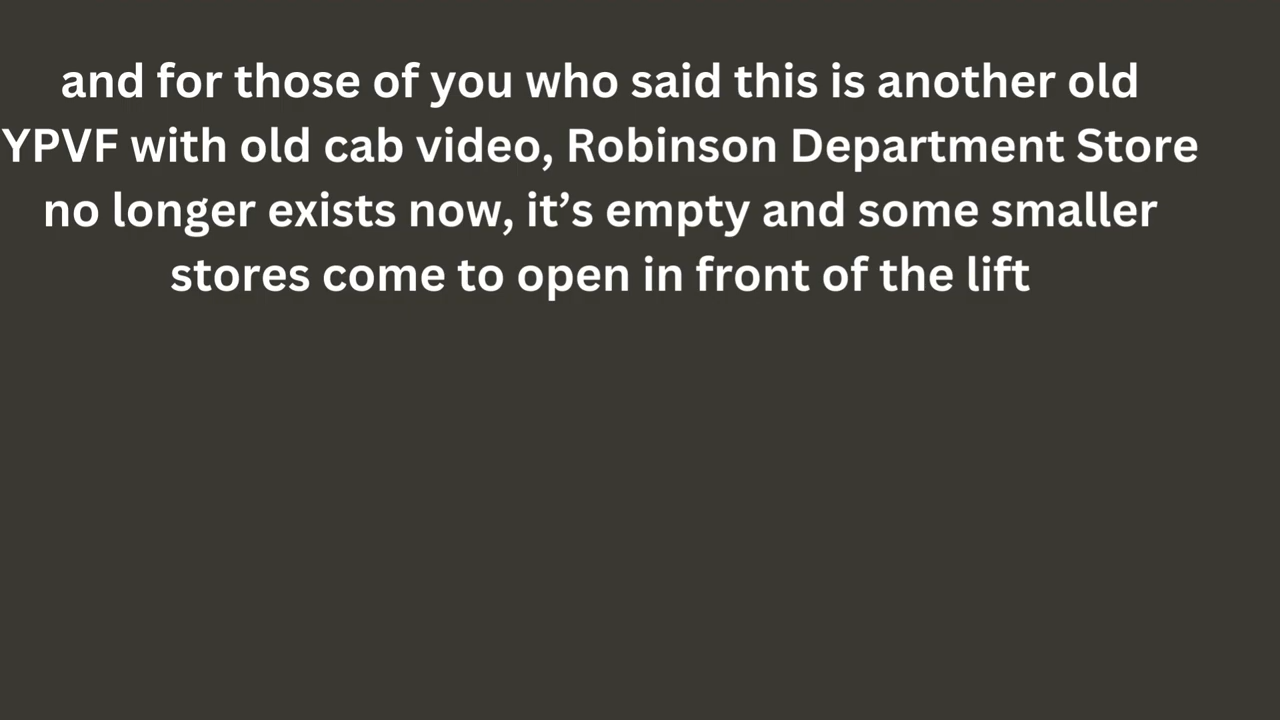 and for those of you who said this is another old
YPVF with old cab video, Robinson Department Store
no longer exists now, it’s empty and some smaller
stores come to open in front of the lift